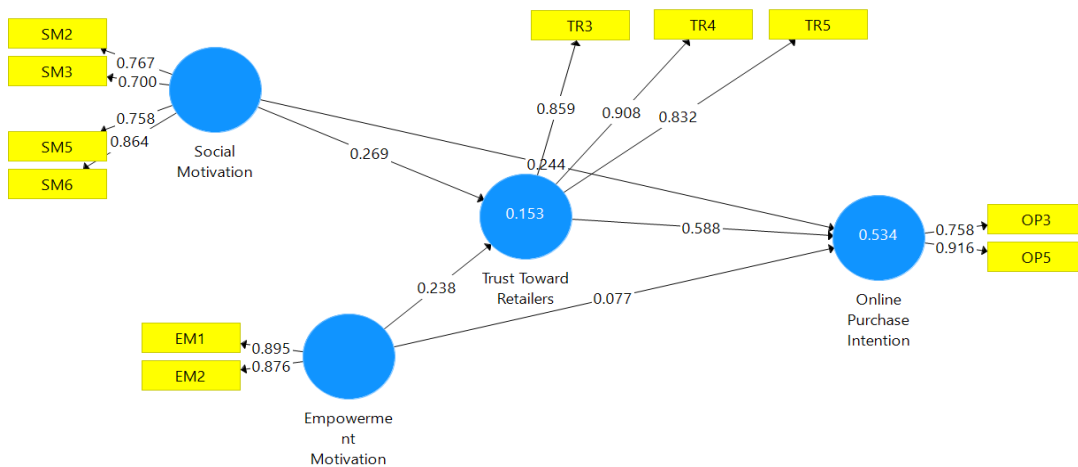 SM2
SM3
SM5
SM6
0.767
0.700
0.758
0.864
Social
Motivation
0.269
0.244
TR3
TR4
TR5
0.859
0.908
0.832
0.153
Trust Toward
Retailers
0.588
0.534
Online
Purchase
Intention
0.758
0.916
OP3
OP5
0.238
0.077
EM1
EM2
0.895
0.876
Empowerme
nt
Motivation